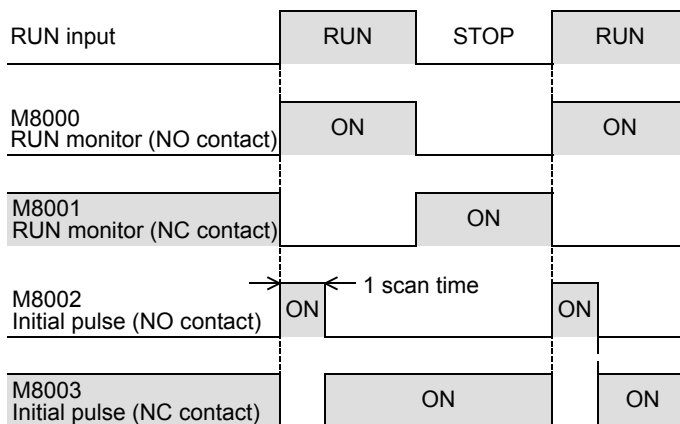 RUN input RUN STOP RUN
M8000
RUN monitor (NO contact) ON ON
M8001
RUN monitor (NC contact) ON
1 scan time
M8002
Initial pulse (NO contact) ON ON
M8003
Initial pulse (NC contact) ON ON